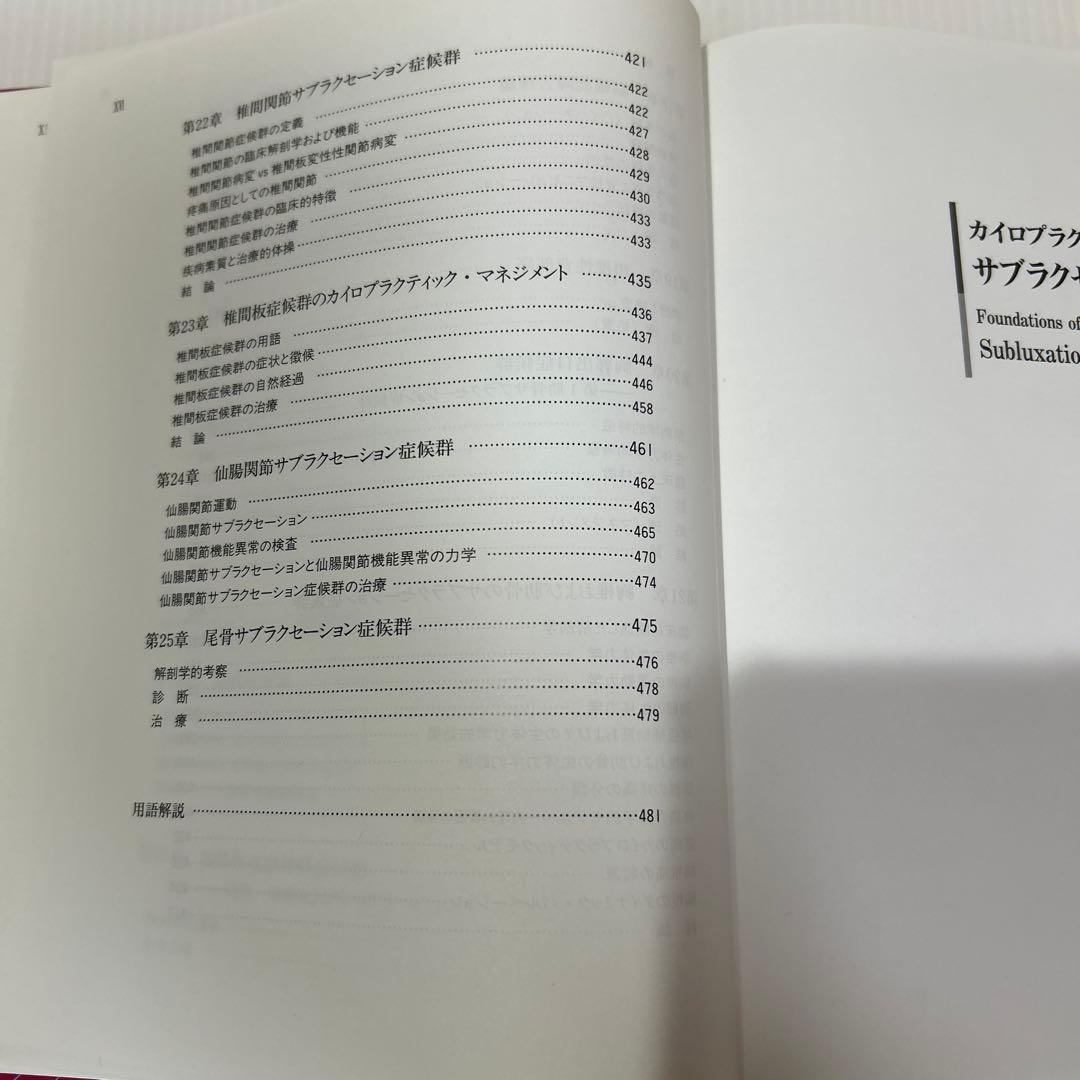 XVI
第22章 椎間関節サブラクセーション症候群 421
椎間関節症候群の定義 422
椎間関節の臨床解剖学および機能 422
椎間関節病変 vs 椎間板変性性関節病変 427
疼痛原因としての椎間関節 428
椎間関節症候群の臨床的特徴 429
椎間関節症候群の治療 430
疾病素質と治療的体操 433
結 論 433
第23章 椎間板症候群のカイロプラクティック・マネジメント 435
椎間板症候群の用語 436
椎間板症候群の症状と徴候 437
椎間板症候群の自然経過 444
椎間板症候群の治療 446
結 論 458
第24章 仙腸関節サブラクセーション症候群 461
仙腸関節運動 462
仙腸関節サブラクセーション 463
仙腸関節機能異常の検査 465
仙腸関節サブラクセーションと仙腸関節機能異常の力学 470
仙腸関節サブラクセーション症候群の治療 474
第25章 尾骨サブラクセーション症候群 475
解剖学的考察 476
診 断 478
治 療 479
用語解説 481
カイロプラク
サブラクセ
Foundations of
Subluxatio